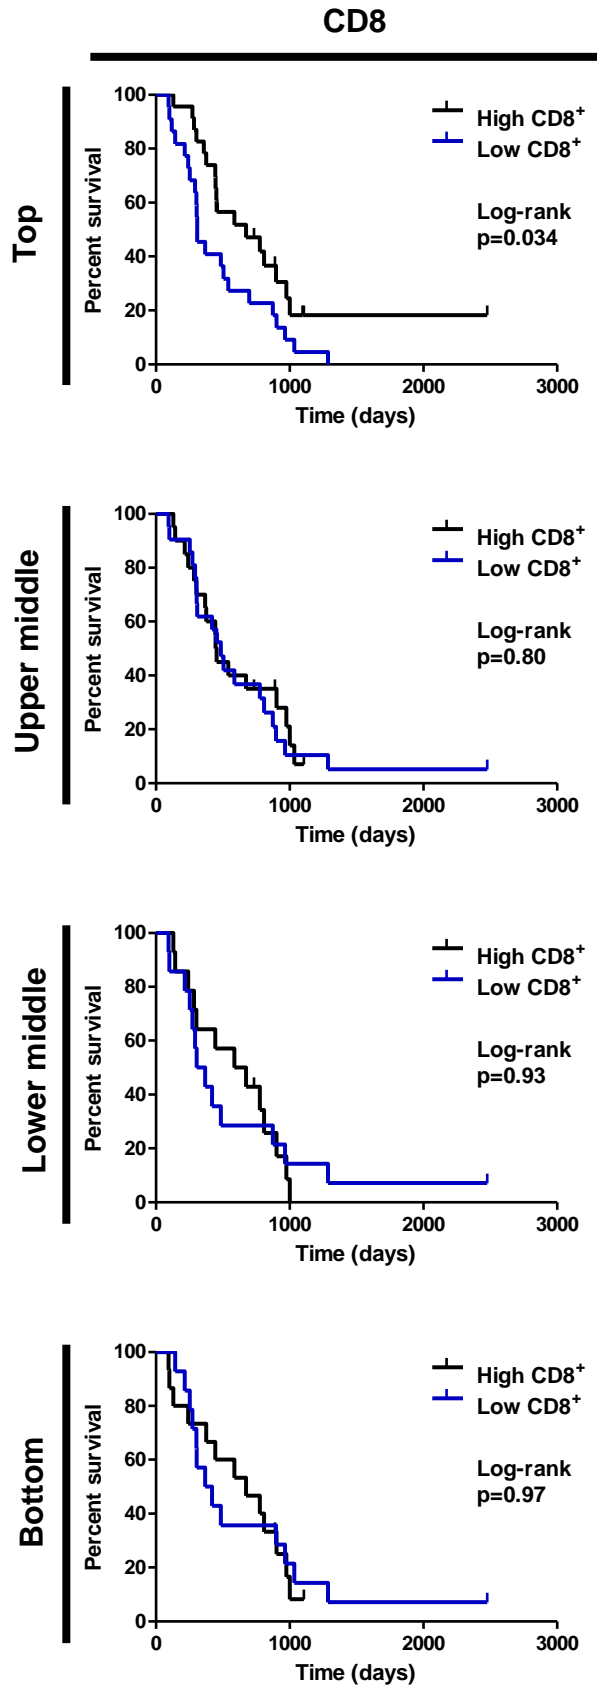 CD8
Top
Percent survival
100
80
60
40
20
0
High CD8⁺
Low CD8⁺
Log-rank
p=0.034
0 1000 2000 3000
Time (days)
Upper middle
Percent survival
100
80
60
40
20
0
High CD8⁺
Low CD8⁺
Log-rank
p=0.80
0 1000 2000 3000
Time (days)
Lower middle
Percent survival
100
80
60
40
20
0
High CD8⁺
Low CD8⁺
Log-rank
p=0.93
0 1000 2000 3000
Time (days)
Bottom
Percent survival
100
80
60
40
20
0
High CD8⁺
Low CD8⁺
Log-rank
p=0.97
0 1000 2000 3000
Time (days)